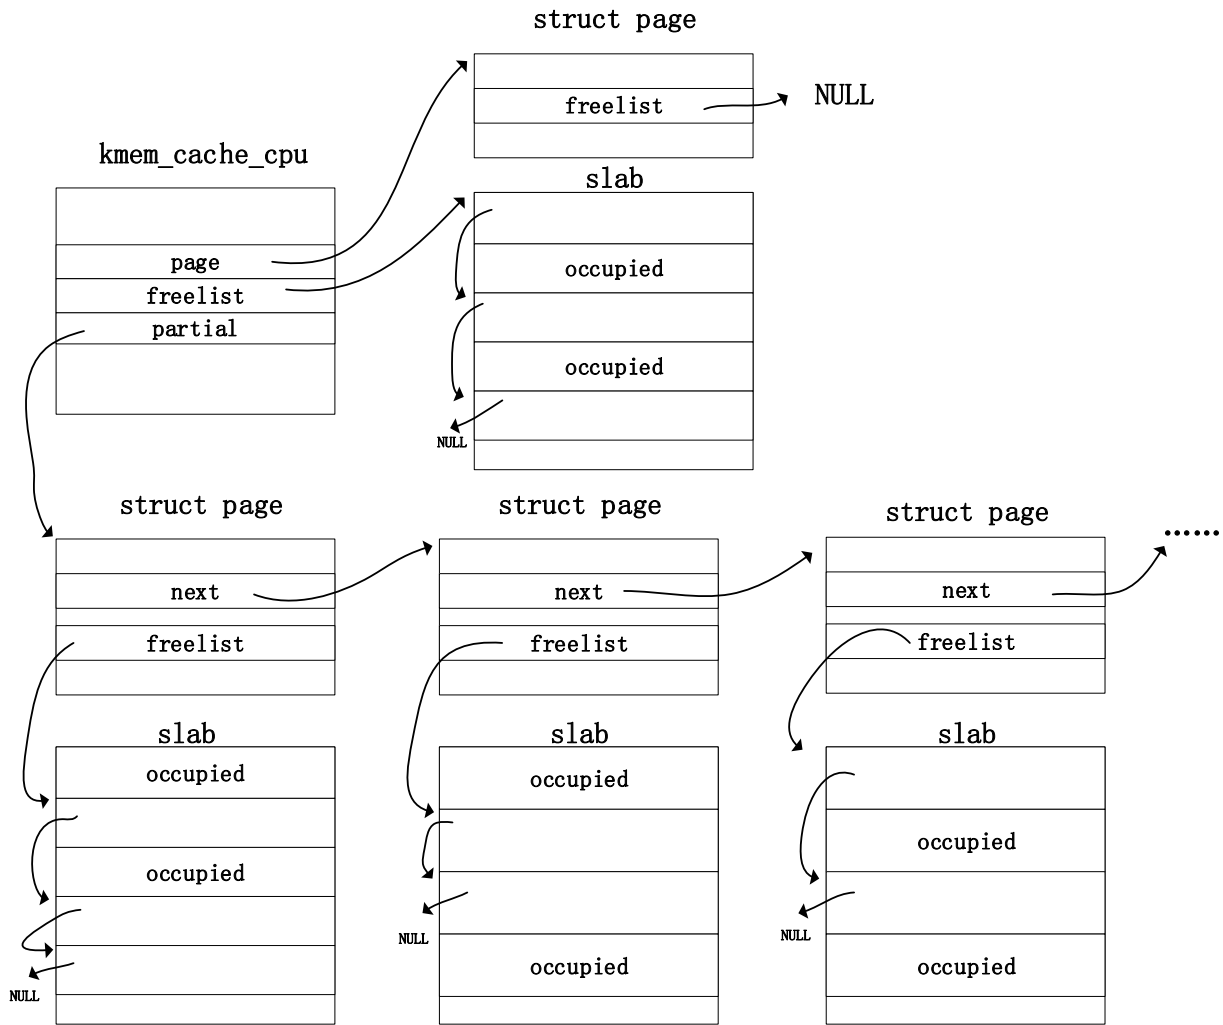 struct page
freelist
NULL
kmem_cache_cpu
page
freelist
partial
slab
occupied
occupied
NULL
struct page
next
freelist
slab
occupied
occupied
NULL
struct page
next
freelist
slab
occupied
occupied
NULL
struct page
next
freelist
slab
occupied
occupied
NULL
......